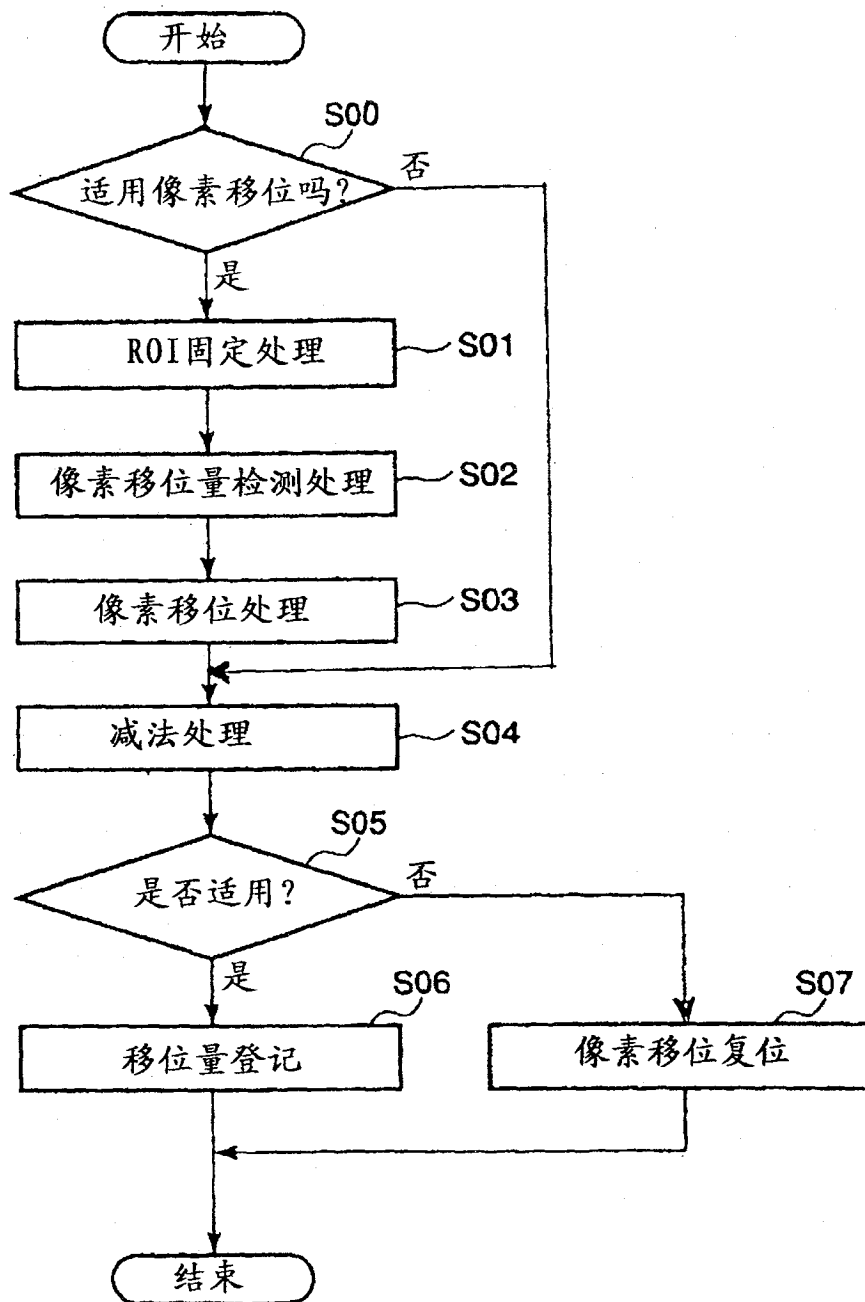 开始
S00
适用像素移位吗?
否
是
ROI固定处理
S01
像素移位量检测处理
S02
像素移位处理
S03
减法处理
S04
S05
是否适用?
否
是
S06
移位量登记
S07
像素移位复位
结束